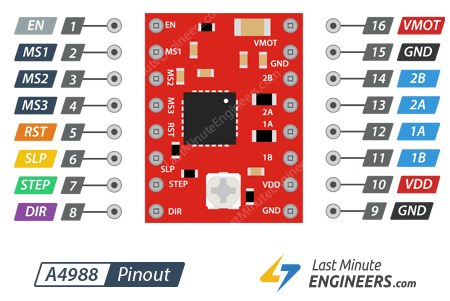 EN 1
MS1 2
MS2 3
MS3 4
RST 5
SLP 6
STEP 7
DIR 8
EN
MS1
MS2
MS3
RST
SLP
STEP
DIR
VMOT
GND
2B
2A
1A
1B
VDD
GND
LastMinuteEngineers.com
16 VMOT
15 GND
14 2B
13 2A
12 1A
11 1B
10 VDD
9 GND
A4988 Pinout
Last Minute
ENGINEERS.com